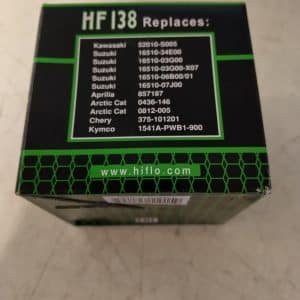 HF138 Replaces:
Kawasaki 52010-S005
Suzuki 16510-34E00
Suzuki 16510-03G00
Suzuki 16510-03G00-X07
Suzuki 16510-06B00/01
Suzuki 16510-07J00
Aprilia 857187
Arctic Cat 0436-146
Arctic Cat 0812-005
Chery 375-101201
Kymco 1541A-PWB1-900
www.hiflo.com